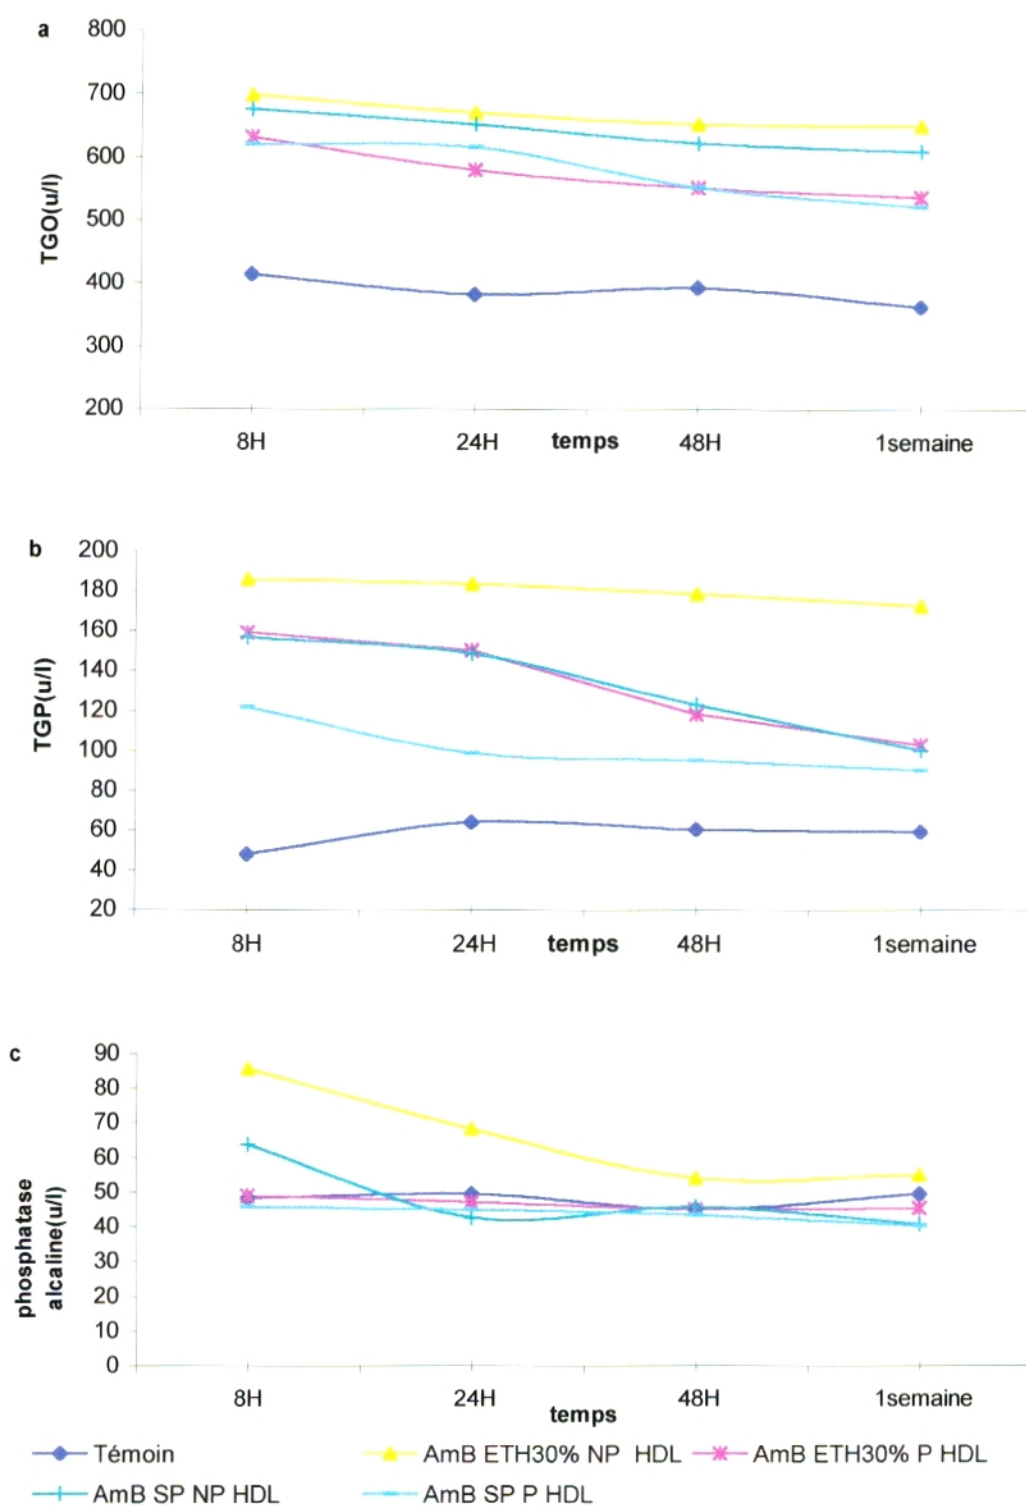 a
800
700
600
500
400
300
200
TGO(u/l)
8H 24H temps 48H 1semaine
b
200
180
160
140
120
100
80
60
40
20
TGP(u/l)
8H 24H temps 48H 1semaine
c
90
80
70
60
50
40
30
20
10
0
phosphatase
alcaline(u/l)
8H 24H 48H 1semaine
temps
Témoin AmB ETH30% NP HDL AmB ETH30% P HDL
AmB SP NP HDL AmB SP P HDL